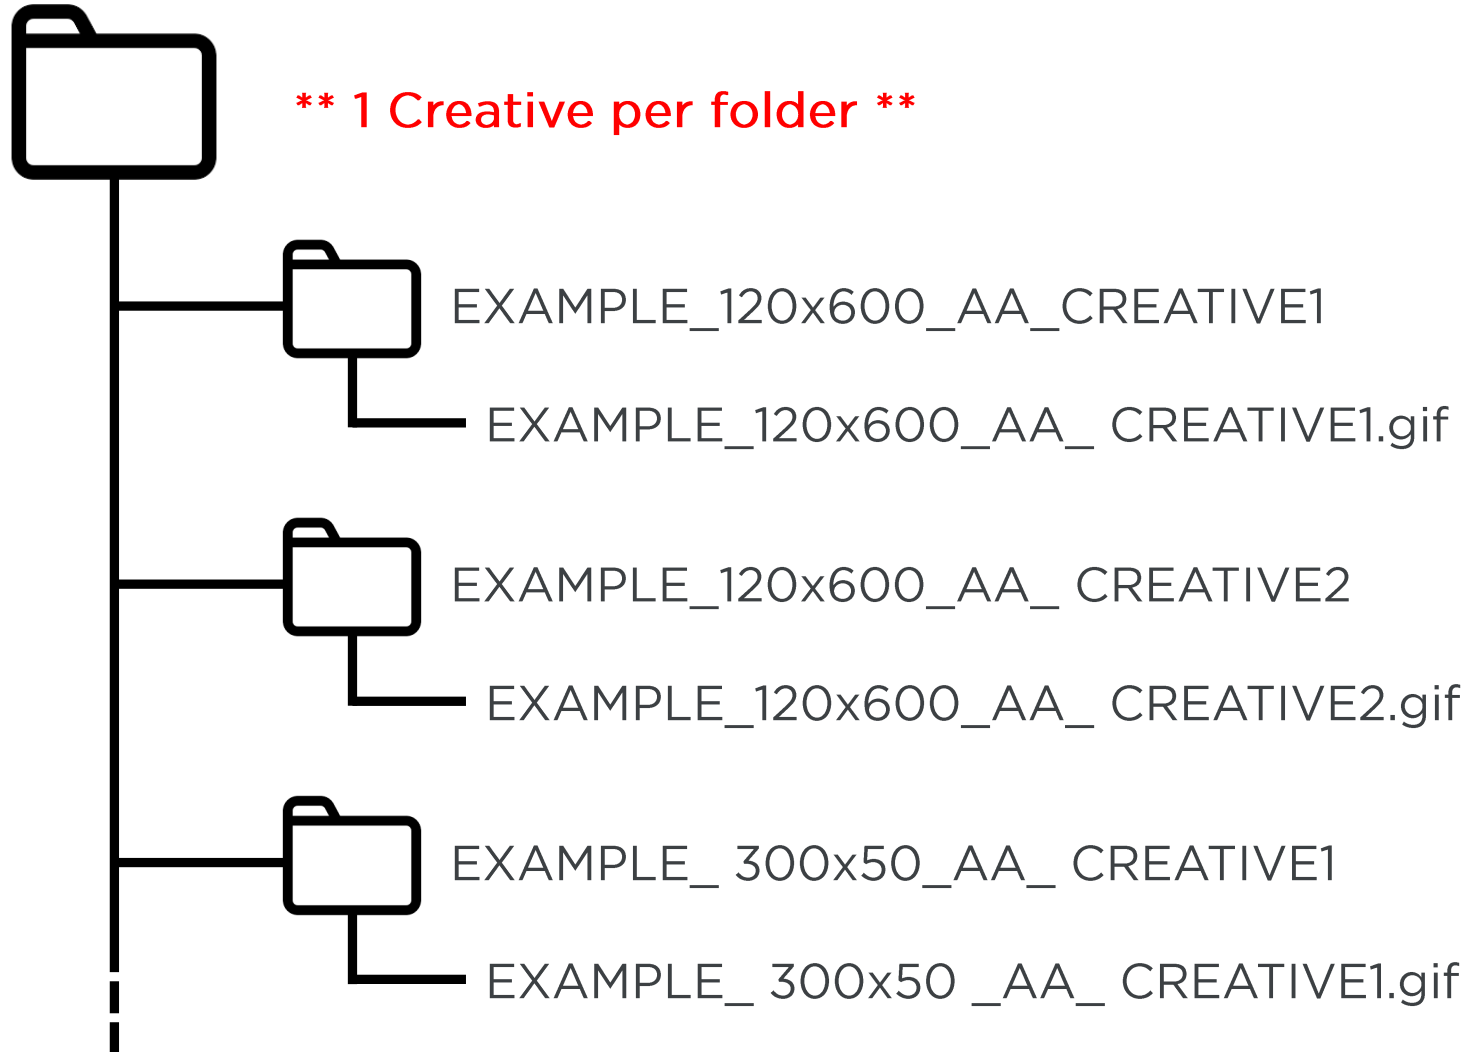 ** 1 Creative per folder **
EXAMPLE_120x600_AA_CREATIVE1
EXAMPLE_120x600_AA_ CREATIVE1.gif
EXAMPLE_120x600_AA_ CREATIVE2
EXAMPLE_120x600_AA_ CREATIVE2.gif
EXAMPLE_ 300x50_AA_ CREATIVE1
EXAMPLE_ 300x50 _AA_ CREATIVE1.gif